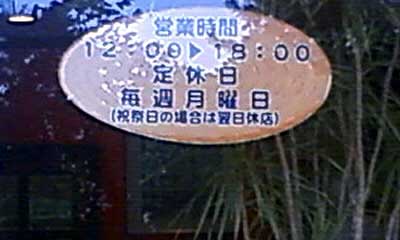 営業時間
12:00▶18:00
定休日
毎週月曜日
(祝祭日の場合は翌日休店)